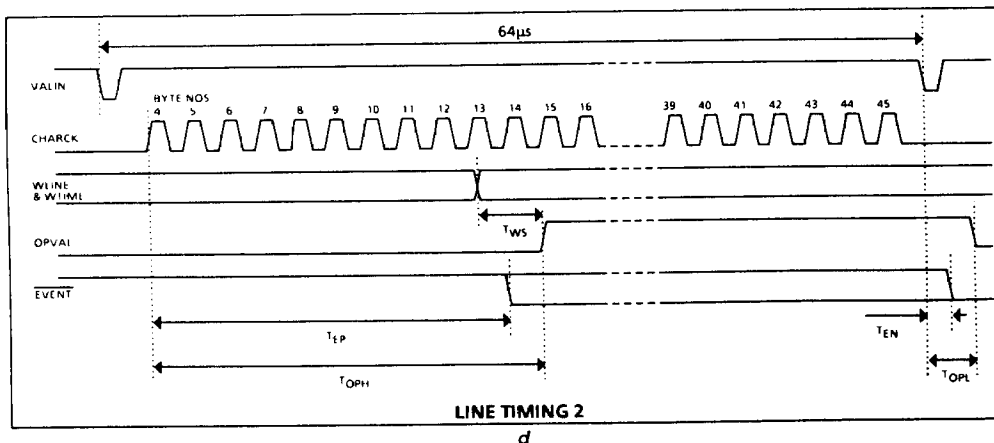 64µs
VALIN
BYTE NOS
4 5 6 7 8 9 10 11 12 13 14 15 16 39 40 41 42 43 44 45
CHARCK
WLINE
& WTIME
TWS
OPVAL
EVENT
TEP
TEN
TOPH
TOPL
LINE TIMING 2
d